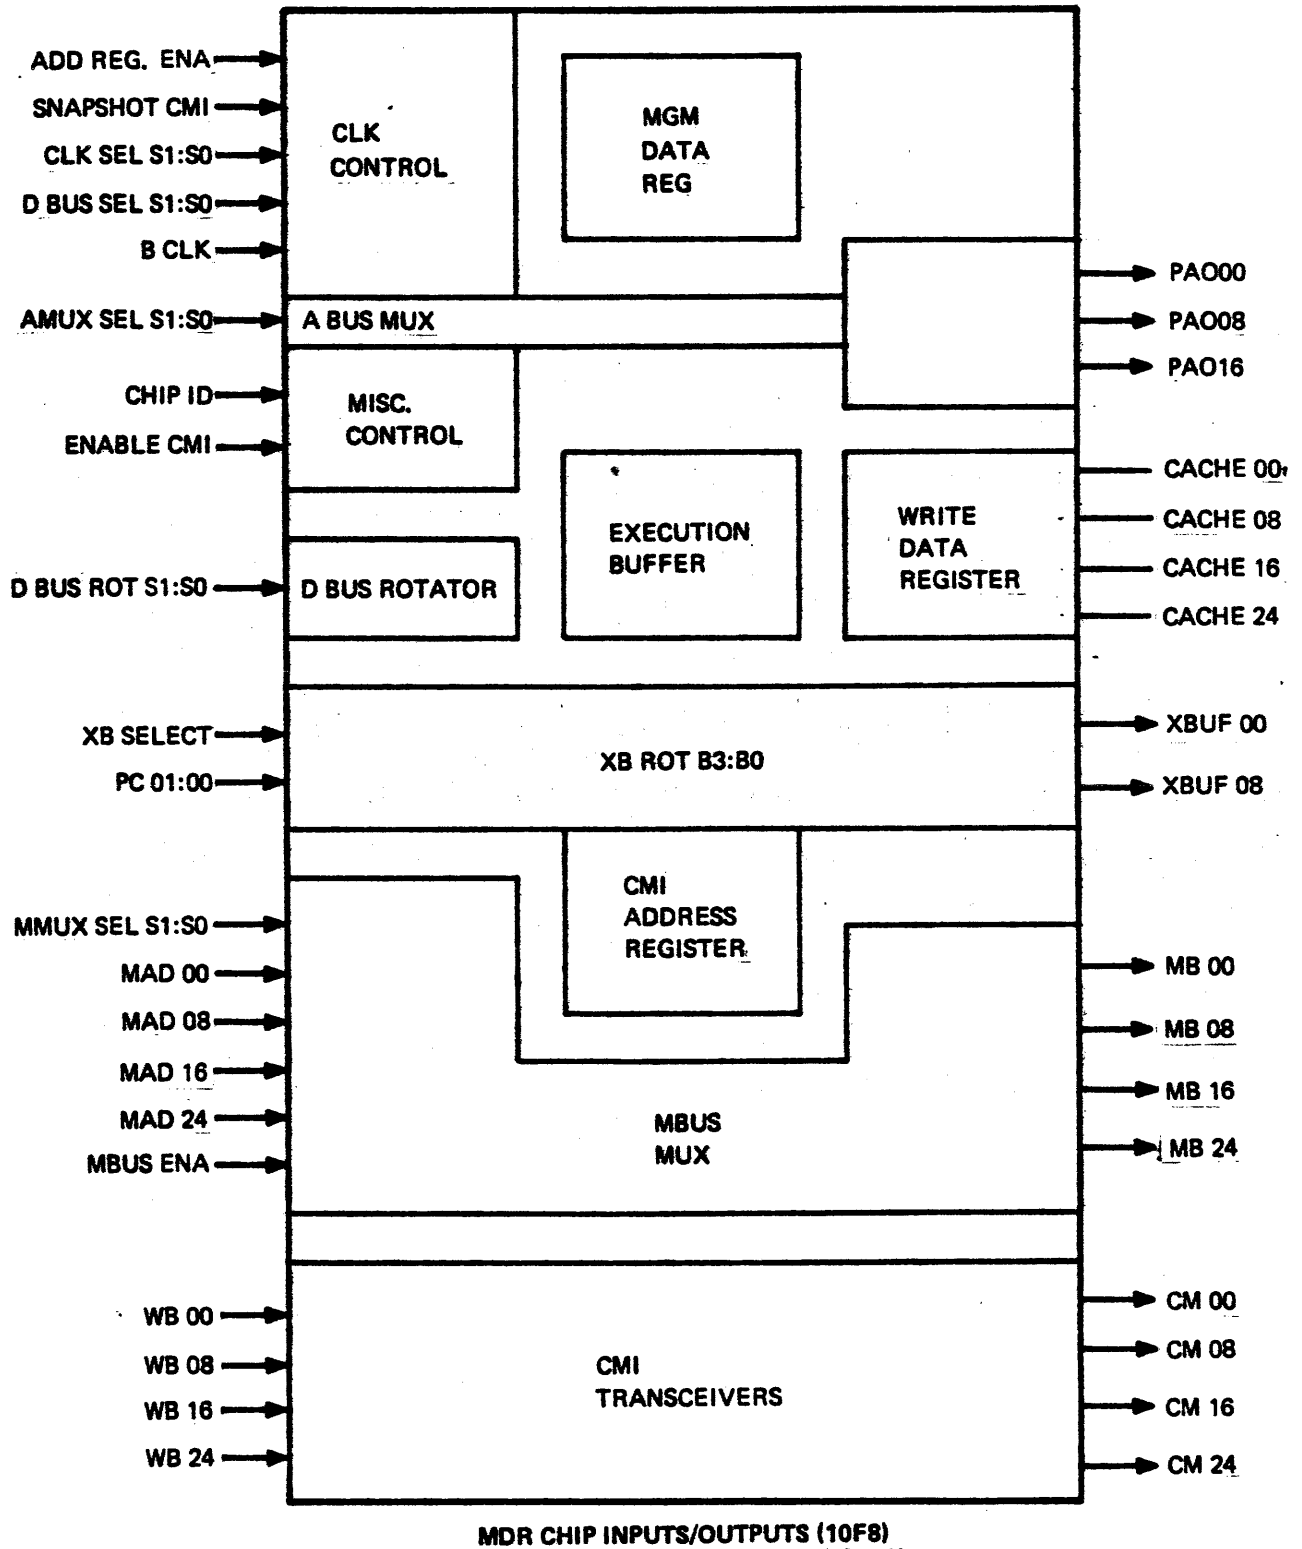 ADD REG. ENA
SNAPSHOT CMI
CLK SEL S1:S0
D BUS SEL S1:S0
B CLK
AMUX SEL S1:S0
CHIP ID
ENABLE CMI
D BUS ROT S1:S0
XB SELECT
PC 01:00
MMUX SEL S1:S0
MAD 00
MAD 08
MAD 16
MAD 24
MBUS ENA
WB 00
WB 08
WB 16
WB 24
CLK
CONTROL
MGM
DATA
REG
A BUS MUX
MISC.
CONTROL
EXECUTION
BUFFER
WRITE
DATA
REGISTER
D BUS ROTATOR
XB ROT B3:B0
CMI
ADDRESS
REGISTER
MBUS
MUX
CMI
TRANSCEIVERS
PAO00
PAO08
PAO16
CACHE 00
CACHE 08
CACHE 16
CACHE 24
XBUF 00
XBUF 08
MB 00
MB 08
MB 16
MB 24
CM 00
CM 08
CM 16
CM 24
MDR CHIP INPUTS/OUTPUTS (1OF8)